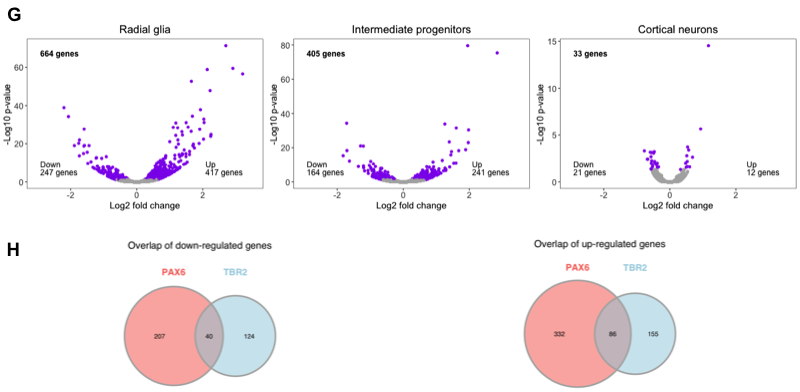 G
Radial glia
664 genes
60
40
20
0
-Log10 p-value
Down
247 genes
Up
417 genes
-2 0 2
Log2 fold change
Intermediate progenitors
405 genes
80
60
40
20
0
-Log10 p-value
Down
164 genes
Up
241 genes
-2 0 2
Log2 fold change
Cortical neurons
33 genes
15
10
5
0
-Log10 p-value
Down
21 genes
Up
12 genes
-2 0 2
Log2 fold change
H
Overlap of down-regulated genes
PAX6 TBR2
207 40 124
Overlap of up-regulated genes
PAX6 TBR2
332 86 155